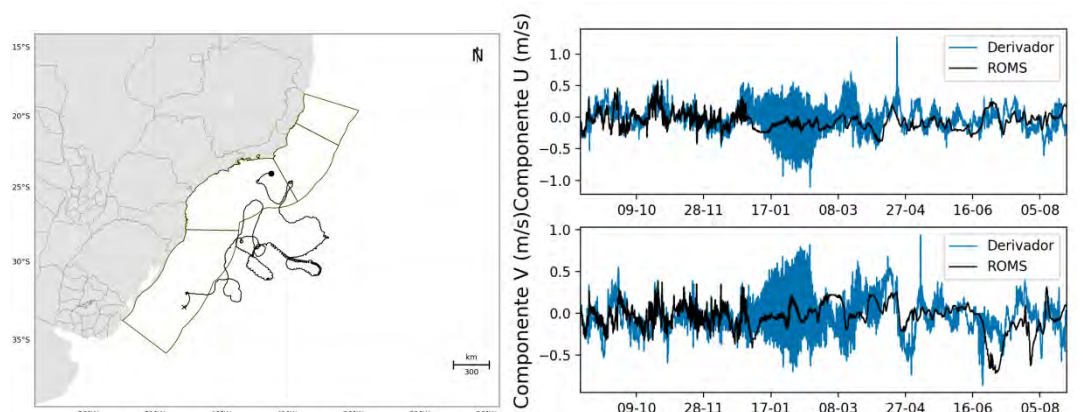 15°S
20°S
25°S
30°S
35°S
N
km
300
Componente U (m/s)
1.0
0.5
0.0
−0.5
−1.0
Derivador
ROMS
09-10 28-11 17-01 08-03 27-04 16-06 05-08
Componente V (m/s)
1.0
0.5
0.0
−0.5
Derivador
ROMS
09-10 28-11 17-01 08-03 27-04 16-06 05-08